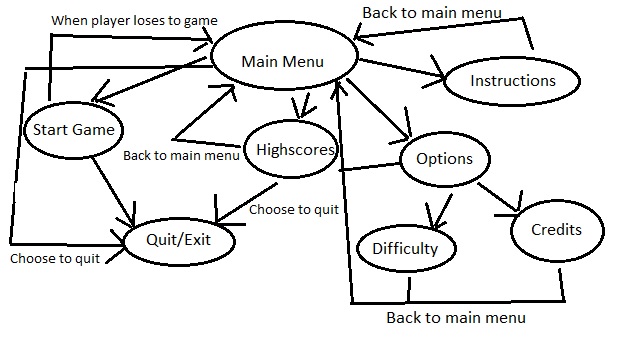 Back to main menu
When player loses to game
Main Menu
Instructions
Start Game
Back to main menu
Highscores
Options
Choose to quit
Quit/Exit
Difficulty
Credits
Choose to quit
Back to main menu